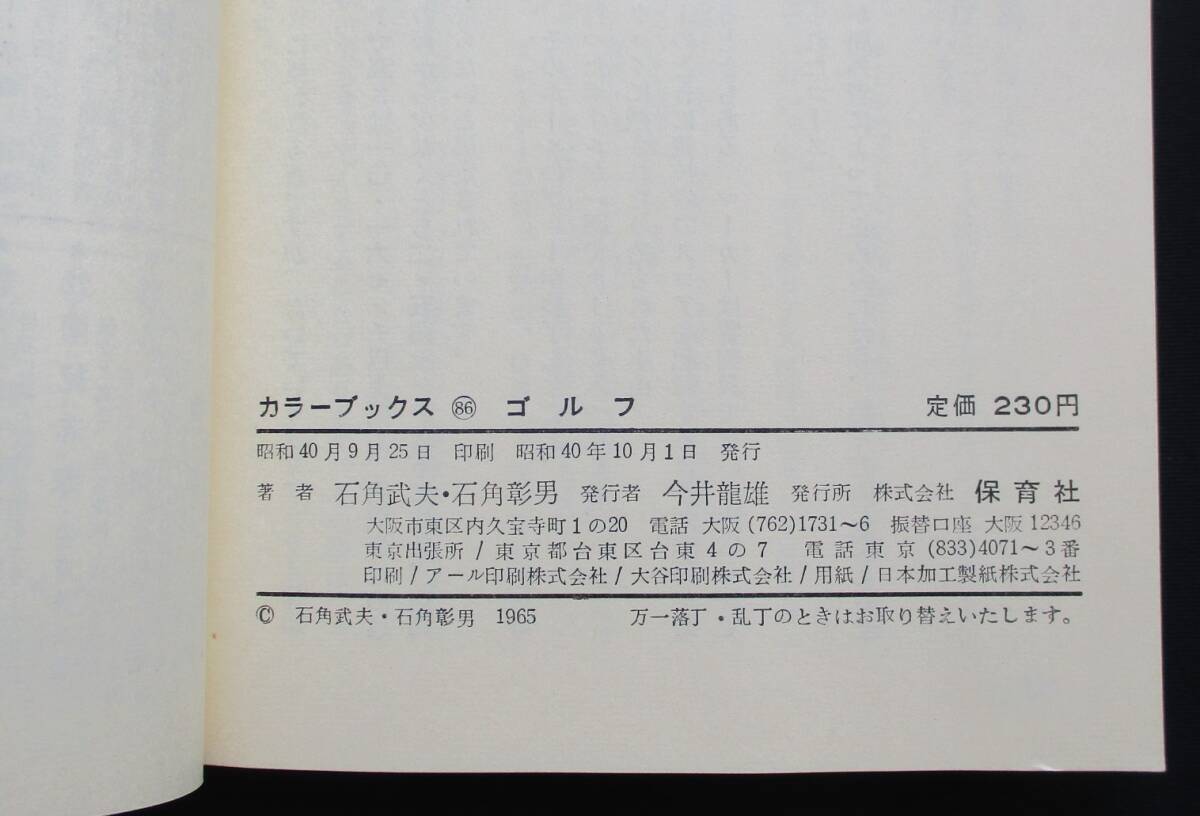 カラーブックス ㊏ ゴルフ 定価 230円
昭和40月9月25日 印刷 昭和40年10月1日 発行
著者 石角武夫・石角彰男 発行者 今井龍雄 発行所 株式会社 保育社
大阪市東区内久宝寺町1の20 電話 大阪 (762)1731〜6 振替口座 大阪 12346
東京出張所/東京都台東区台東4の7 電話東京 (833)4071〜3番
印刷/アール印刷株式会社/大谷印刷株式会社/用紙/日本加工製紙株式会社
© 石角武夫・石角彰男 1965 万一落丁・乱丁のときはお取り替えいたします。